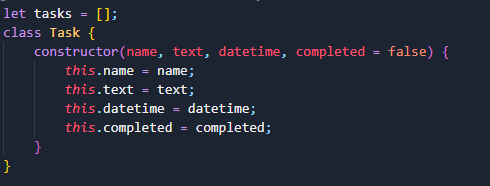 let tasks = [];
class Task {
    constructor(name, text, datetime, completed = false) {
        this.name = name;
        this.text = text;
        this.datetime = datetime;
        this.completed = completed;
    }
}